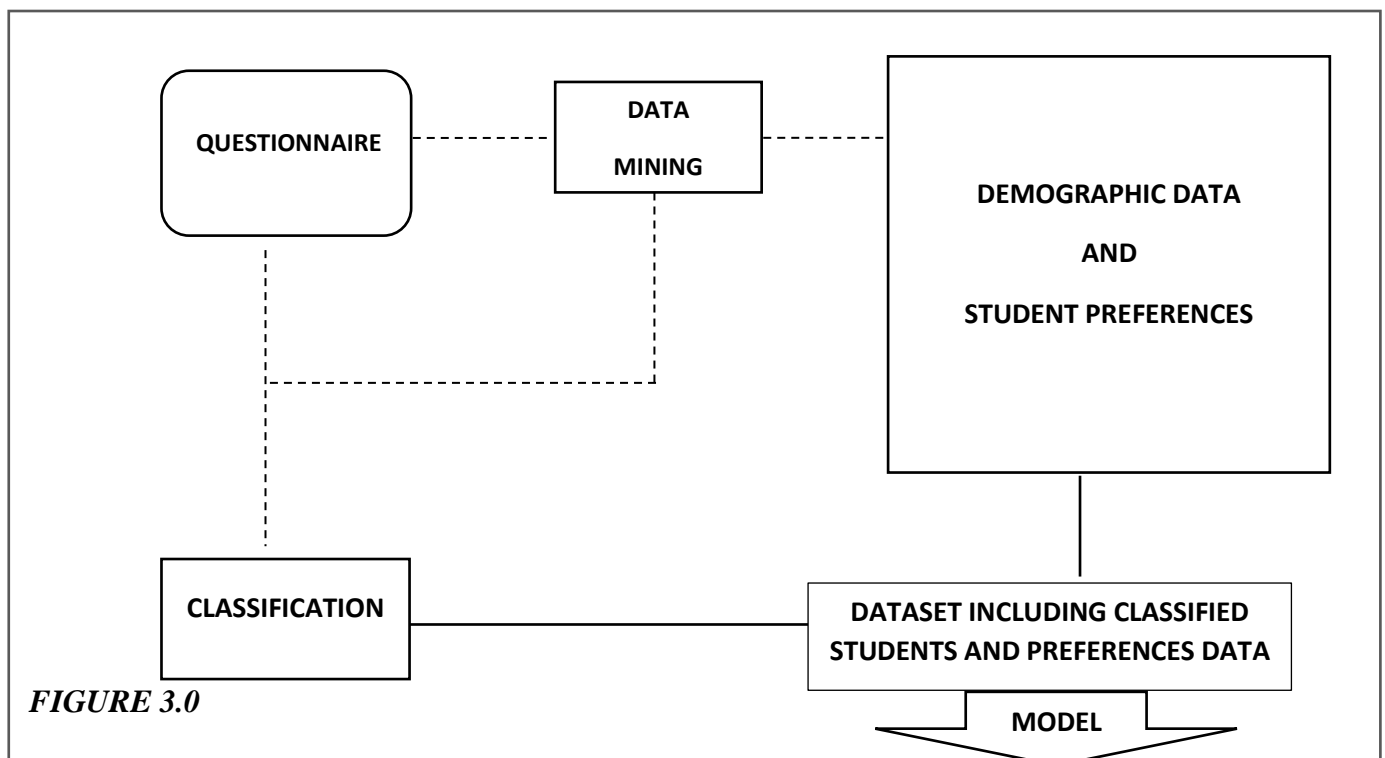 QUESTIONNAIRE
DATA
MINING
DEMOGRAPHIC DATA
AND
STUDENT PREFERENCES
CLASSIFICATION
DATASET INCLUDING CLASSIFIED
STUDENTS AND PREFERENCES DATA
FIGURE 3.0
MODEL